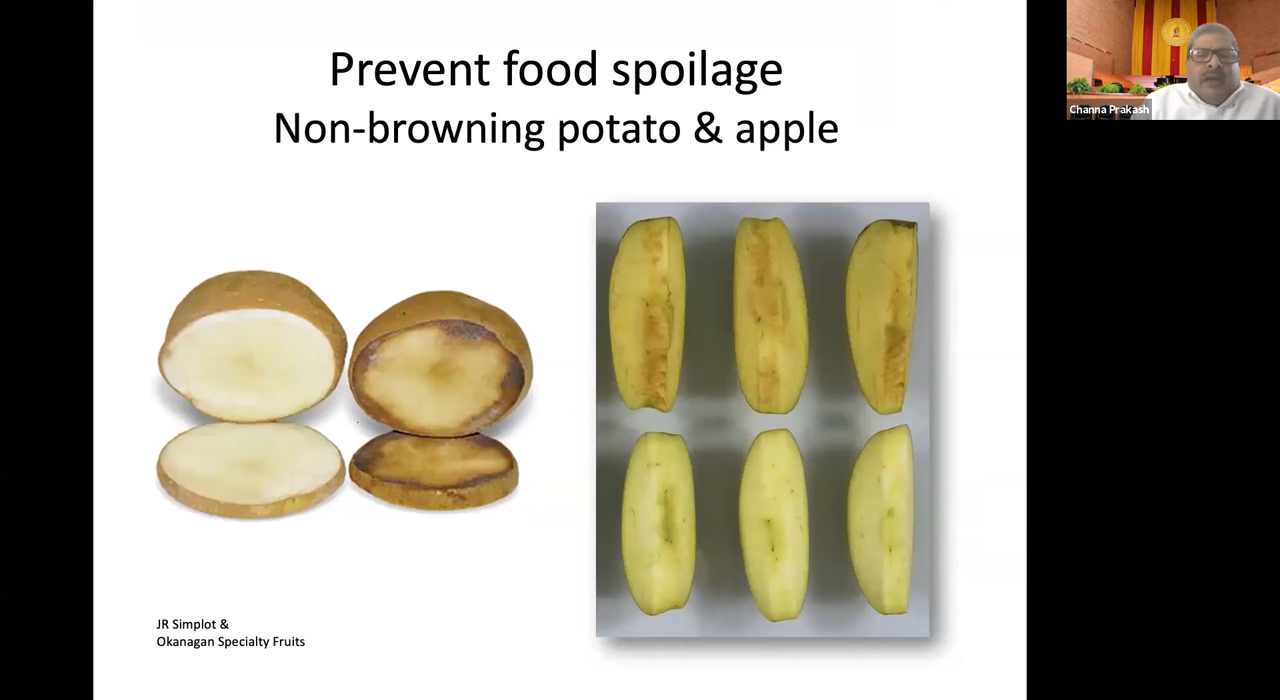 Prevent food spoilage
Non-browning potato & apple
Channa Prakash
JR Simplot &
Okanagan Specialty Fruits